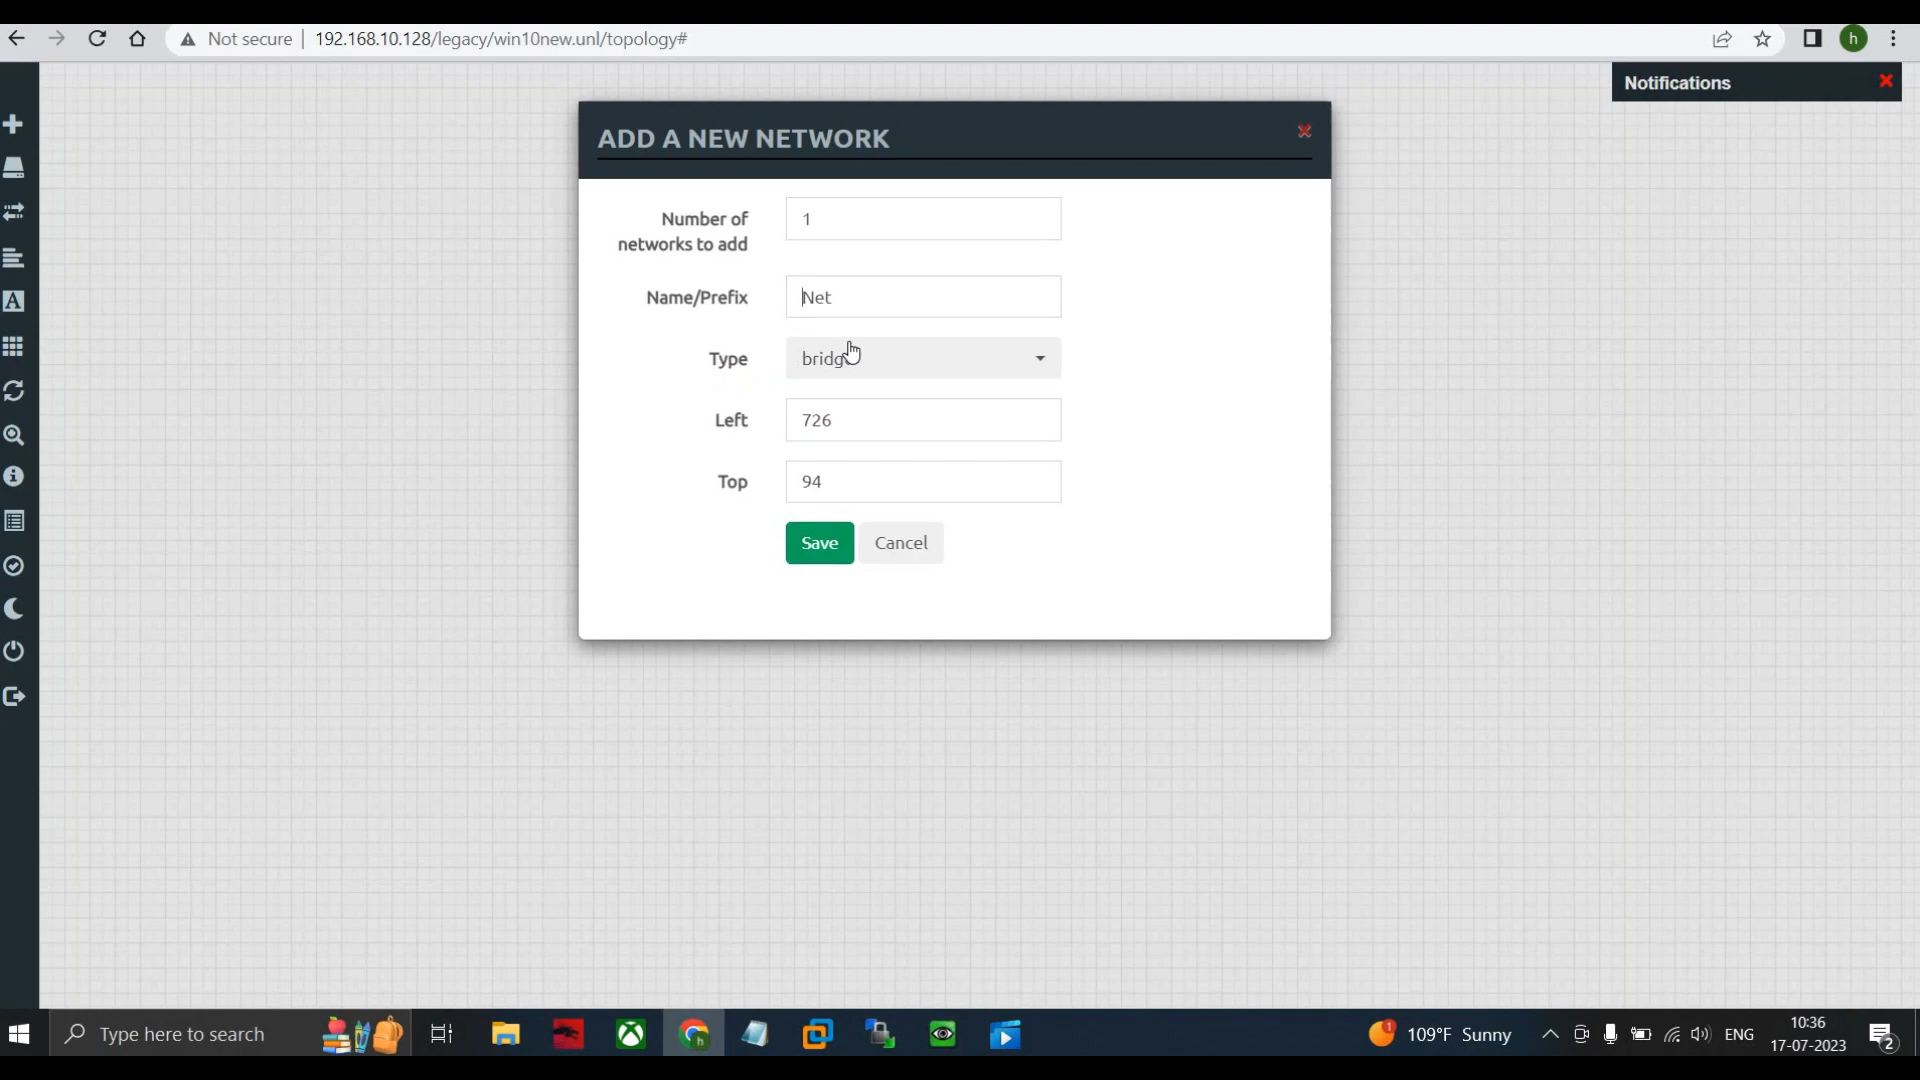 Not secure | 192.168.10.128/legacy/win10new.unl/topology#
h
Notifications
ADD A NEW NETWORK
Number of
networks to add
1
Name/Prefix
Net
Type
Left
726
Top
94
Save
Cancel
Type here to search
109°F Sunny
ENG
10:36
17-07-2023
2